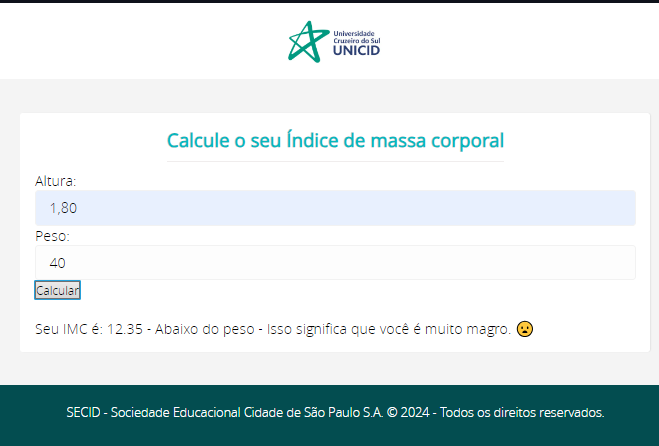 Universidade
Cruzeiro do Sul
UNICID
Calcule o seu Índice de massa corporal
Altura:
1,80
Peso:
40
Calcular
Seu IMC é: 12.35 - Abaixo do peso - Isso significa que você é muito magro. 😟
SECID - Sociedade Educacional Cidade de São Paulo S.A. © 2024 - Todos os direitos reservados.